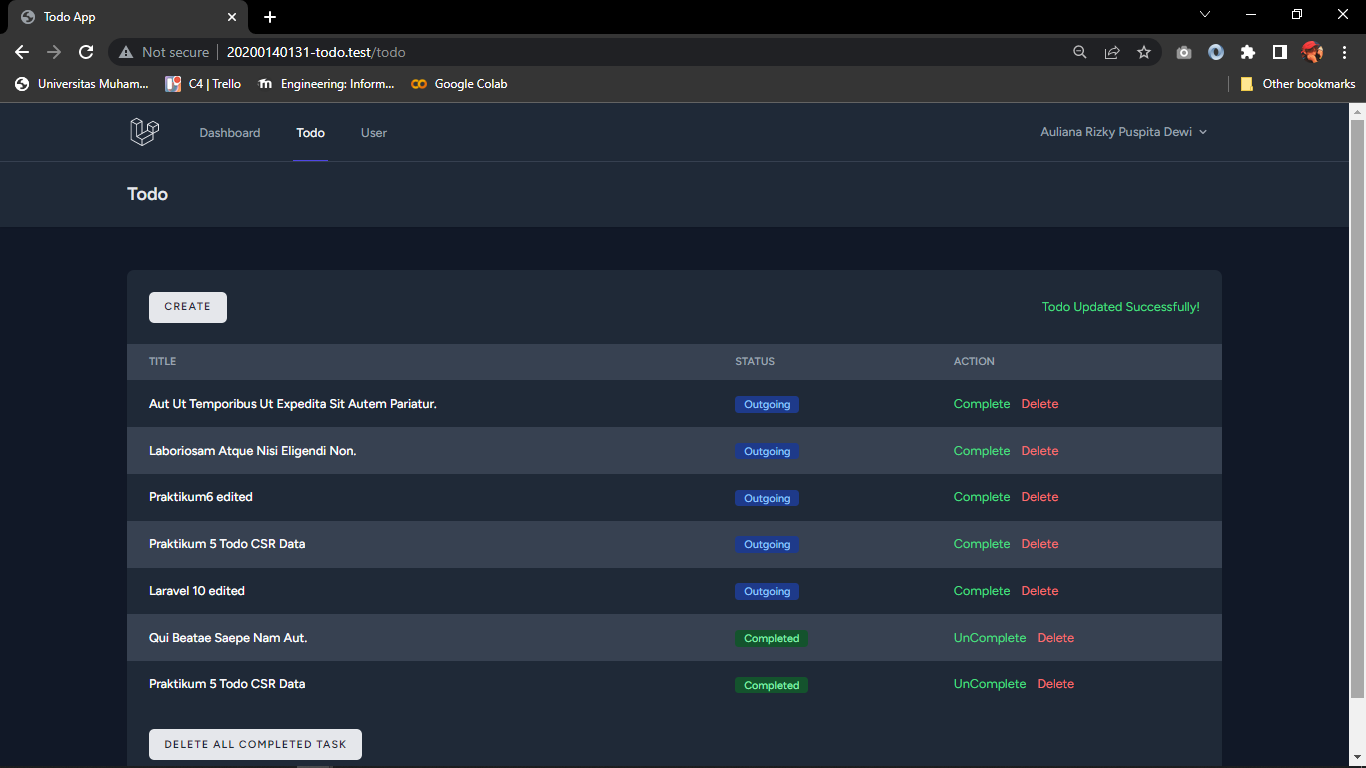 Todo App
Not secure 20200140131-todo.test/todo
Universitas Muham... C4 | Trello Engineering: Inform... Google Colab Other bookmarks
Dashboard Todo User Auliana Rizky Puspita Dewi
Todo
CREATE Todo Updated Successfully!
TITLE STATUS ACTION
Aut Ut Temporibus Ut Expedita Sit Autem Pariatur. Outgoing Complete Delete
Laboriosam Atque Nisi Eligendi Non. Outgoing Complete Delete
Praktikum6 edited Outgoing Complete Delete
Praktikum 5 Todo CSR Data Outgoing Complete Delete
Laravel 10 edited Outgoing Complete Delete
Qui Beatae Saepe Nam Aut. Completed UnComplete Delete
Praktikum 5 Todo CSR Data Completed UnComplete Delete
DELETE ALL COMPLETED TASK